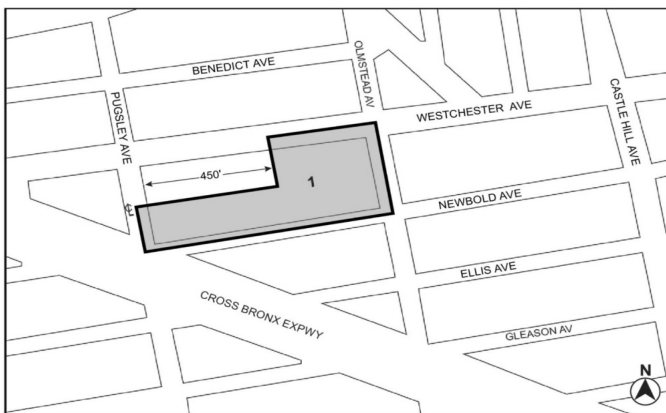 BENEDICT AVE
OLMSTEAD AV
PUGSLEY AVE
WESTCHESTER AVE
CASTLE HILL AVE
450'
1
℄
NEWBOLD AVE
ELLIS AVE
CROSS BRONX EXPWY
GLEASON AV
N